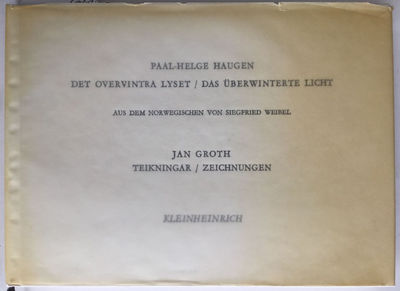 PAAL-HELGE HAUGEN
DET OVERVINTRA LYSET / DAS ÜBERWINTERTE LICHT
AUS DEM NORWEGISCHEN VON SIEGFRIED WEIBEL
JAN GROTH
TEIKNINGAR / ZEICHNUNGEN
KLEINHEINRICH